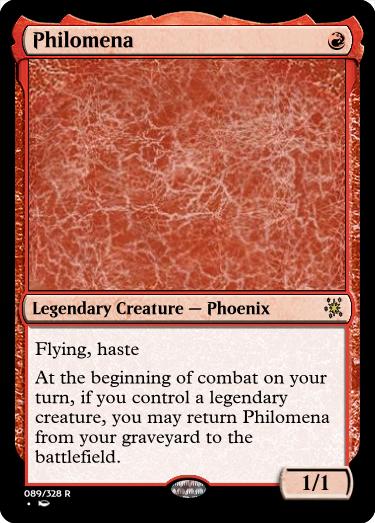 Philomena
Legendary Creature — Phoenix
Flying, haste
At the beginning of combat on your
turn, if you control a legendary
creature, you may return Philomena
from your graveyard to the
battlefield.
1/1
089/328 R